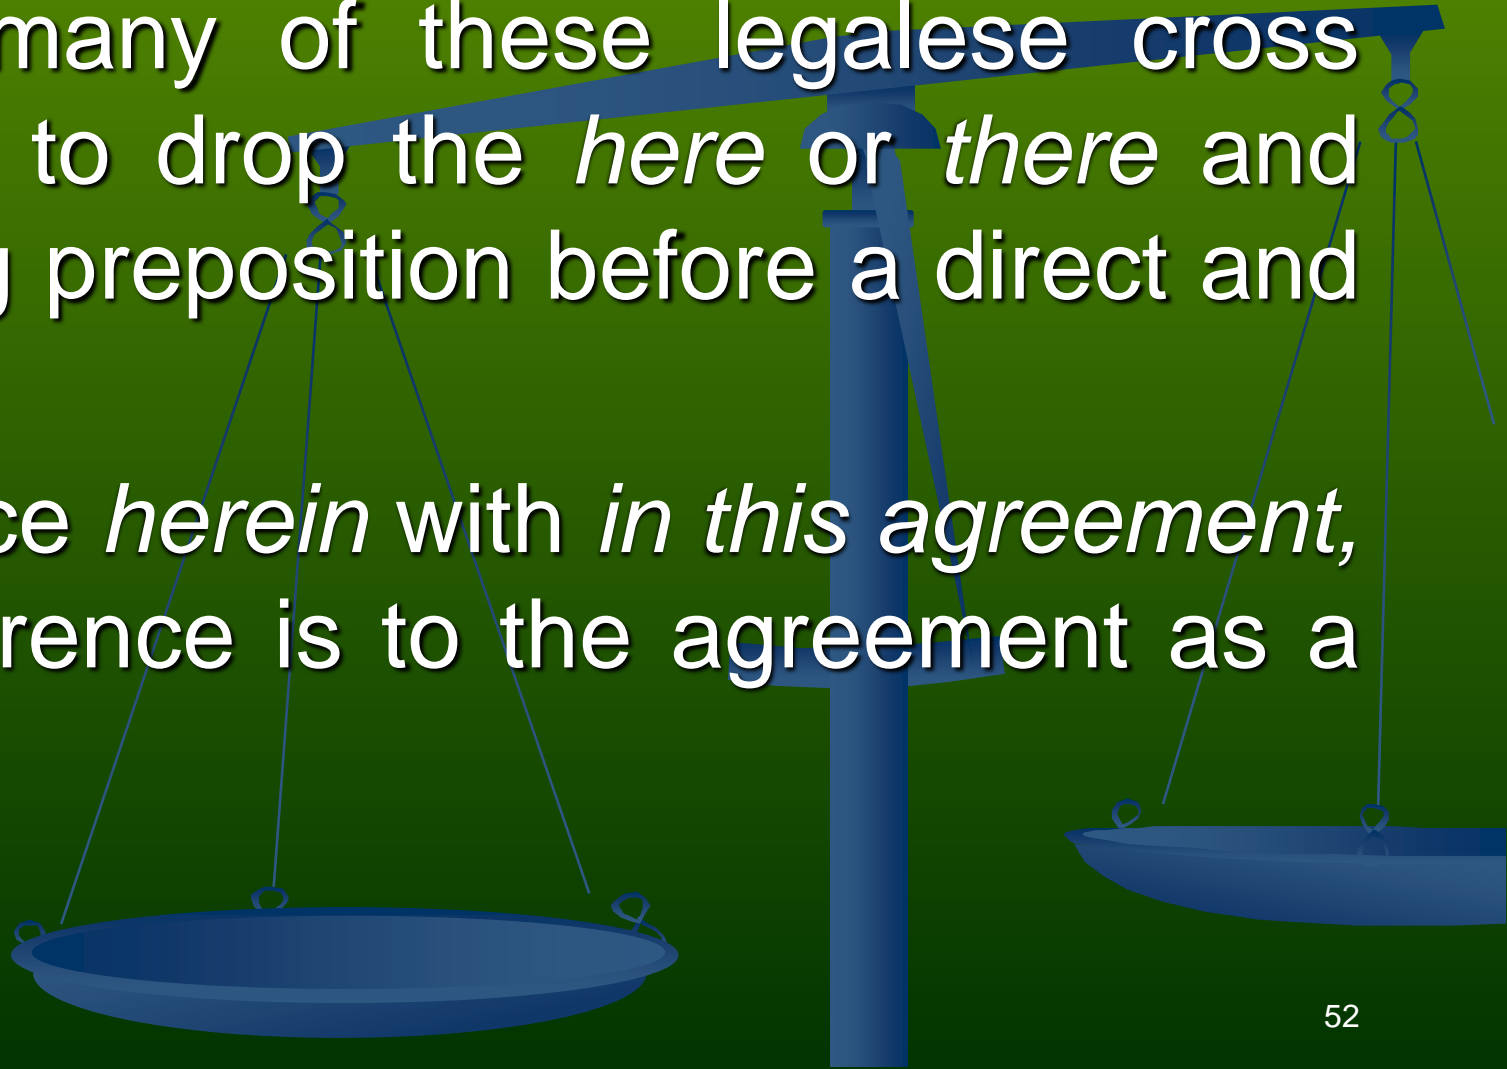 many of these legalese cross
to drop the here or there and
preposition before a direct and
herein with in this agreement,
is to the agreement as a
52